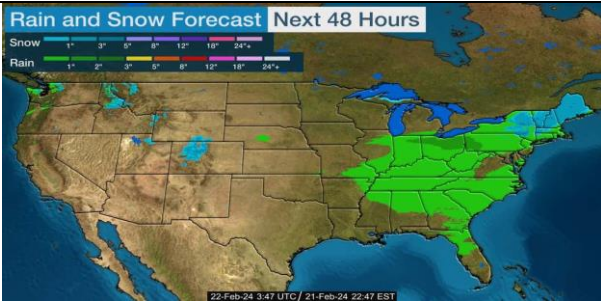 Rain and Snow Forecast Next 48 Hours
Snow 1" 3" 5" 8" 12" 18" 24"+
Rain 1" 2" 3" 5" 8" 12" 18" 24"+
22-Feb-24 3:47 UTC / 21-Feb-24 22:47 EST